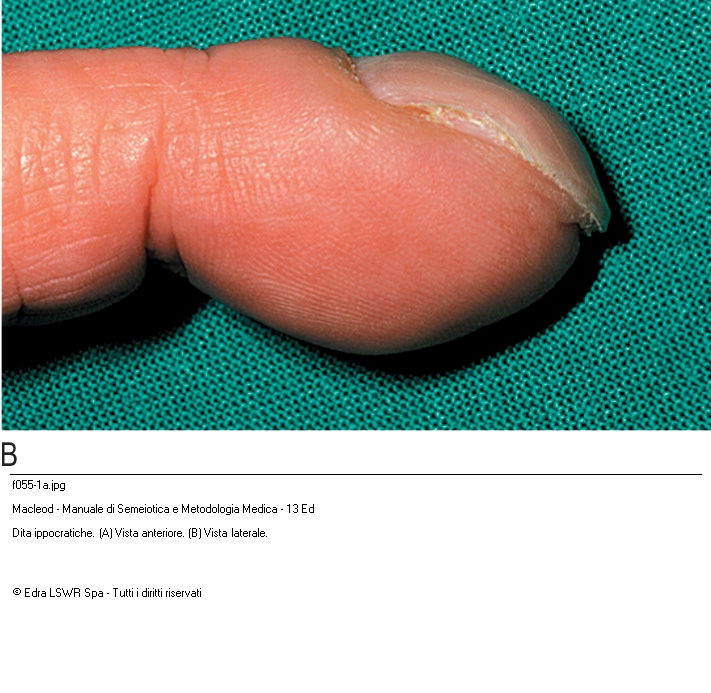 B
f055-1a.jpg
Macleod - Manuale di Semeiotica e Metodologia Medica - 13 Ed
Dita ippocratiche. (A) Vista anteriore. (B) Vista laterale.
© Edra LSWR Spa - Tutti i diritti riservati